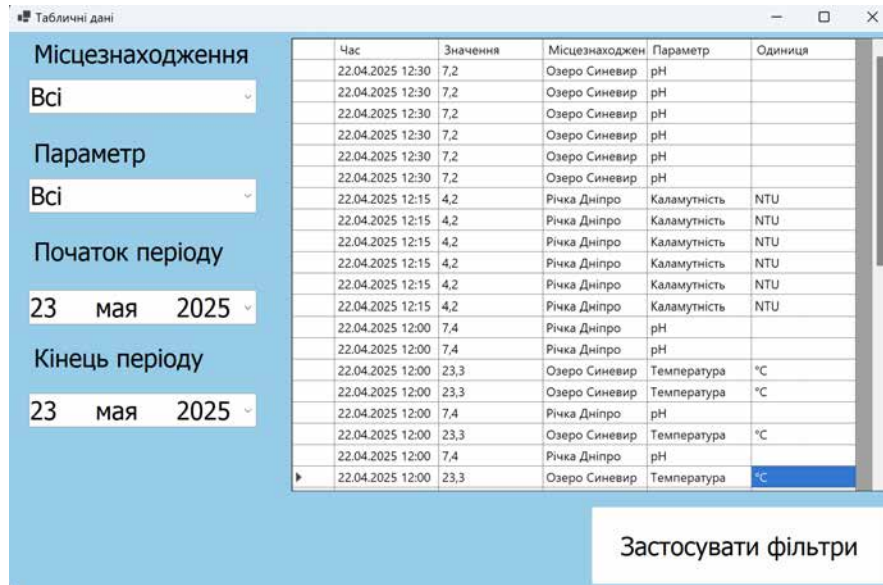 Табличні дані
Місцезнаходження
Всі
Параметр
Всі
Початок періоду
23 мая 2025
Кінець періоду
23 мая 2025
Час Значення Місцезнаходжен Параметр Одиниця
22.04.2025 12:30 7,2 Озеро Синевир pH
22.04.2025 12:30 7,2 Озеро Синевир pH
22.04.2025 12:30 7,2 Озеро Синевир pH
22.04.2025 12:30 7,2 Озеро Синевир pH
22.04.2025 12:30 7,2 Озеро Синевир pH
22.04.2025 12:30 7,2 Озеро Синевир pH
22.04.2025 12:15 4,2 Річка Дніпро Каламутність NTU
22.04.2025 12:15 4,2 Річка Дніпро Каламутність NTU
22.04.2025 12:15 4,2 Річка Дніпро Каламутність NTU
22.04.2025 12:15 4,2 Річка Дніпро Каламутність NTU
22.04.2025 12:15 4,2 Річка Дніпро Каламутність NTU
22.04.2025 12:15 4,2 Річка Дніпро Каламутність NTU
22.04.2025 12:00 7,4 Річка Дніпро pH
22.04.2025 12:00 7,4 Річка Дніпро pH
22.04.2025 12:00 23,3 Озеро Синевир Температура °C
22.04.2025 12:00 23,3 Озеро Синевир Температура °C
22.04.2025 12:00 7,4 Річка Дніпро pH
22.04.2025 12:00 23,3 Озеро Синевир Температура °C
22.04.2025 12:00 7,4 Річка Дніпро pH
22.04.2025 12:00 23,3 Озеро Синевир Температура °C
Застосувати фільтри